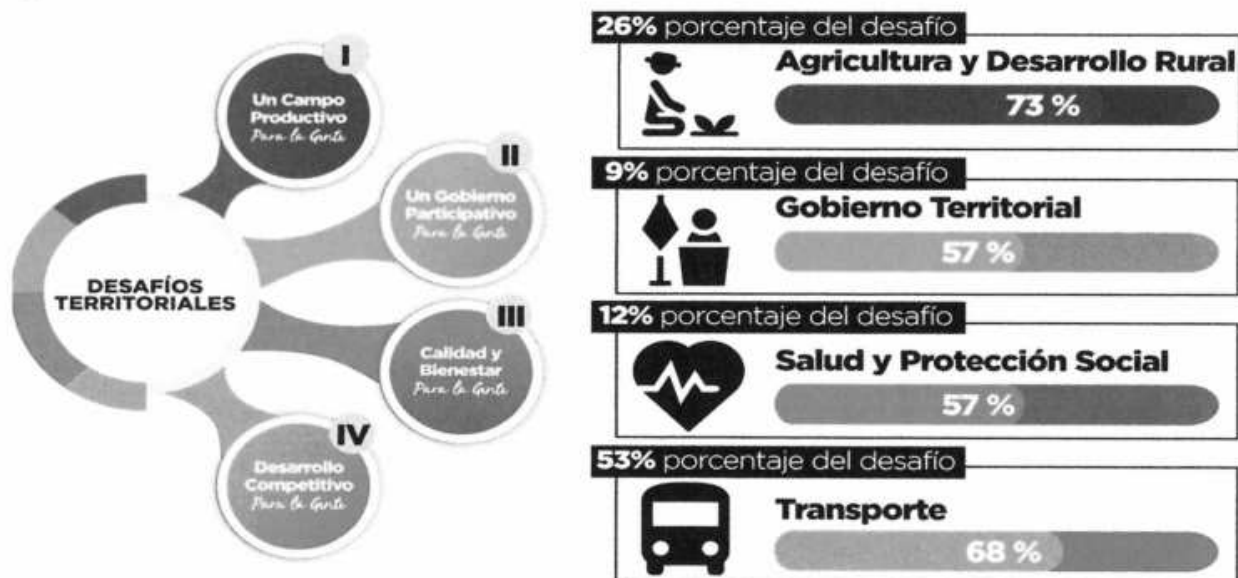 I
Un Campo
Productivo
Para la Gente
II
Un Gobierno
Participativo
Para la Gente
DESAFÍOS
TERRITORIALES
III
Calidad y
Bienestar
Para la Gente
IV
Desarrollo
Competitivo
Para la Gente
26% porcentaje del desafío
Agricultura y Desarrollo Rural
73 %
9% porcentaje del desafío
Gobierno Territorial
57 %
12% porcentaje del desafío
Salud y Protección Social
57 %
53% porcentaje del desafío
Transporte
68 %